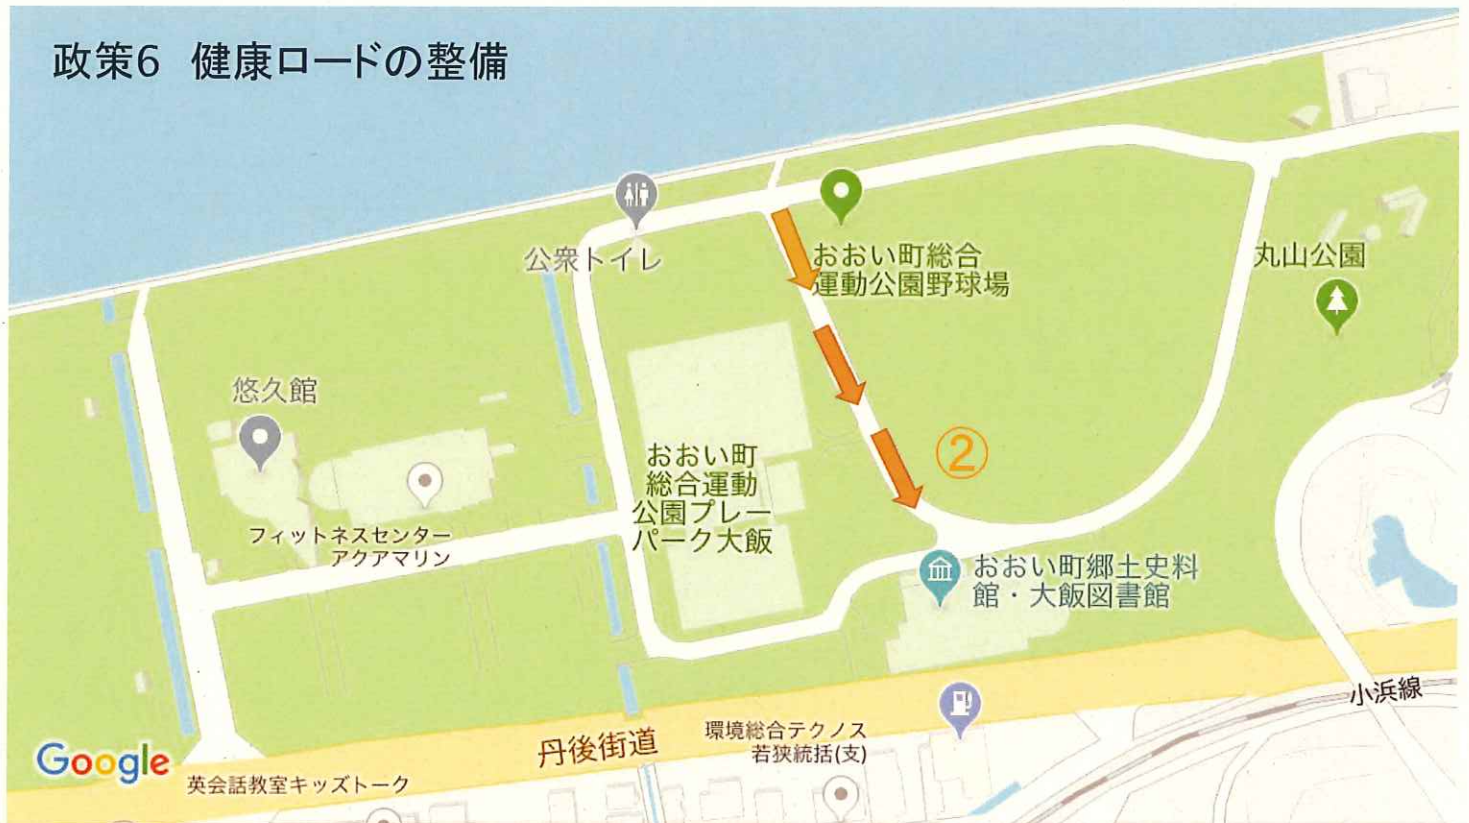 政策6 健康ロードの整備
公衆トイレ
おおい町総合
運動公園野球場
丸山公園
悠久館
②
おおい町
総合運動
公園プレー
パーク大飯
フィットネスセンター
アクアマリン
おおい町郷土史料
館・大飯図書館
小浜線
丹後街道
環境総合テクノス
若狭統括(支)
Google
英会話教室キッズトーク